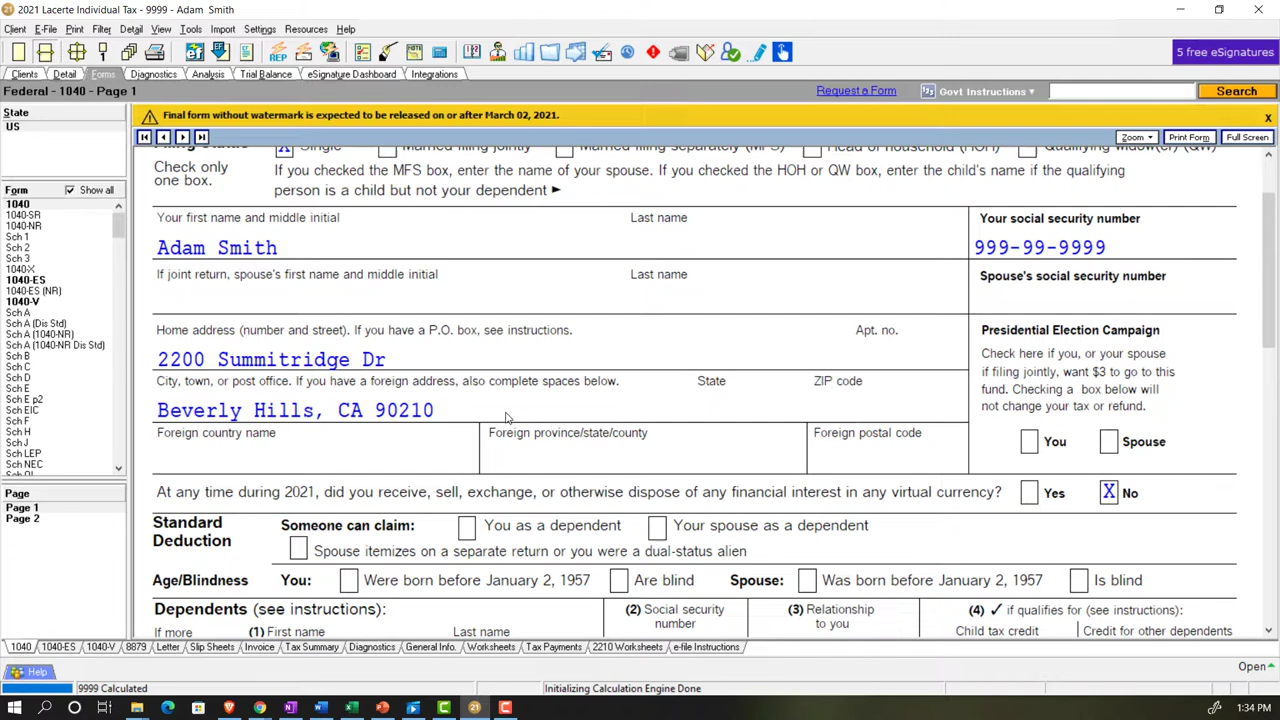 2021 Lacerte Individual Tax - 9999 - Adam Smith
Client E-File Print Filter Detail View Tools Import Settings Resources Help
5 free eSignatures
Clients Detail Forms Diagnostics Analysis Trial Balance eSignature Dashboard Integrations
Federal - 1040 - Page 1
Request a Form Govt Instructions Search
State
US
Final form without watermark is expected to be released on or after March 02, 2021. x
Zoom Print Form Full Screen
X Single Married filing jointly Married filing separately (MFS) Head of household (HOH) Qualifying widow(er) (QW)
Check only
one box.
If you checked the MFS box, enter the name of your spouse. If you checked the HOH or QW box, enter the child's name if the qualifying
person is a child but not your dependent ►
Form Show all
1040
1040-SR
1040-NR
Sch 1
Sch 2
Sch 3
1040-X
1040-ES
1040-ES (NR)
1040-V
Sch A
Sch A (Dis Std)
Sch A (1040-NR)
Sch A (1040-NR Dis Std)
Sch B
Sch C
Sch D
Sch E
Sch E p2
Sch EIC
Sch F
Sch H
Sch J
Sch LEP
Sch NEC
Page
Page 1
Page 2
Your first name and middle initial Last name Your social security number
Adam Smith 999-99-9999
If joint return, spouse's first name and middle initial Last name Spouse's social security number
Home address (number and street). If you have a P.O. box, see instructions. Apt. no.
2200 Summitridge Dr
City, town, or post office. If you have a foreign address, also complete spaces below. State ZIP code
Beverly Hills, CA 90210
Foreign country name Foreign province/state/county Foreign postal code
Presidential Election Campaign
Check here if you, or your spouse
if filing jointly, want $3 to go to this
fund. Checking a box below will
not change your tax or refund.
You Spouse
At any time during 2021, did you receive, sell, exchange, or otherwise dispose of any financial interest in any virtual currency? Yes X No
Standard
Deduction
Someone can claim: You as a dependent Your spouse as a dependent
Spouse itemizes on a separate return or you were a dual-status alien
Age/Blindness You: Were born before January 2, 1957 Are blind Spouse: Was born before January 2, 1957 Is blind
Dependents (see instructions): (2) Social security number (3) Relationship to you (4) ✓ if qualifies for (see instructions):
If more (1) First name Last name Child tax credit Credit for other dependents
1040 1040-ES 1040-V 8879 Letter Slip Sheets Invoice Tax Summary Diagnostics General Info. Worksheets Tax Payments 2210 Worksheets e-file Instructions
Help Open
9999 Calculated Initializing Calculation Engine Done
1:34 PM